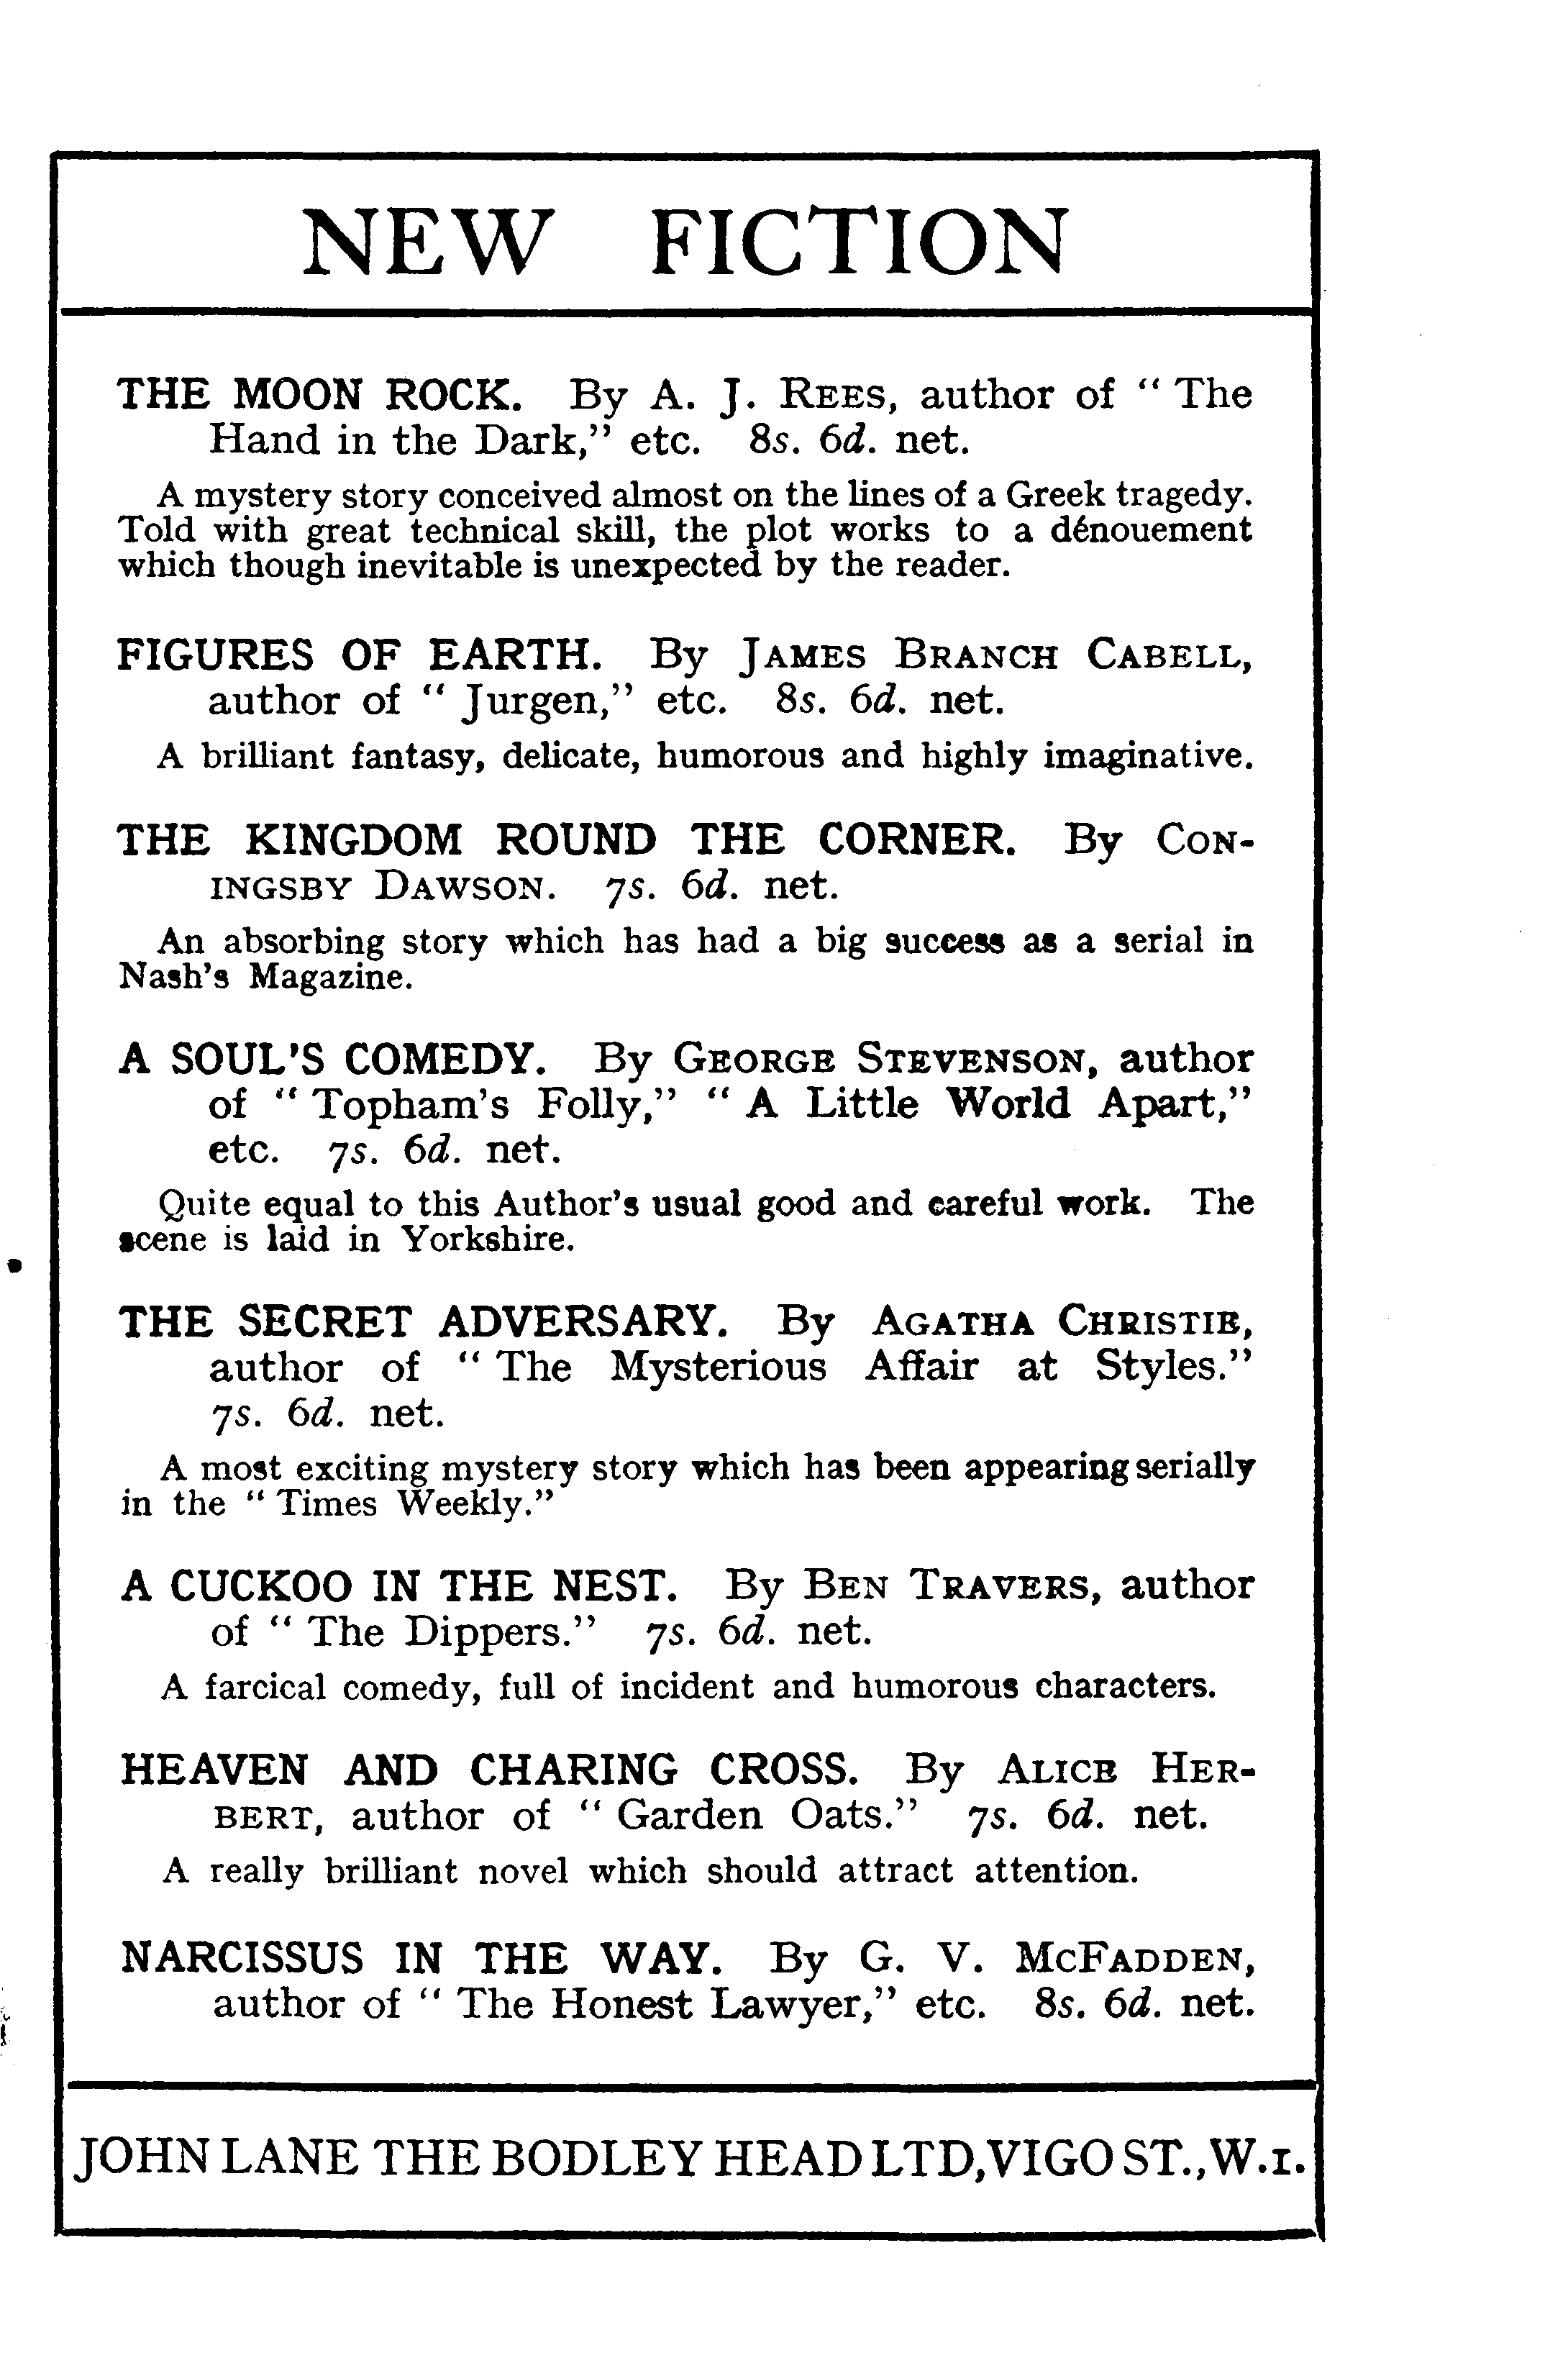 NEW FICTION
THE MOON ROCK. By A. J. REES, author of " The
Hand in the Dark," etc. 8s. 6d. net.
A mystery story conceived almost on the lines of a Greek tragedy.
Told with great technical skill, the plot works to a dénouement
which though inevitable is unexpected by the reader.
FIGURES OF EARTH. By JAMES BRANCH CABELL,
author of " Jurgen," etc. 8s. 6d. net.
A brilliant fantasy, delicate, humorous and highly imaginative.
THE KINGDOM ROUND THE CORNER. By CON-
INGSBY DAWSON. 7s. 6d. net.
An absorbing story which has had a big success as a serial in
Nash's Magazine.
A SOUL'S COMEDY. By GEORGE STEVENSON, author
of " Topham's Folly," " A Little World Apart,"
etc. 7s. 6d. net.
Quite equal to this Author's usual good and careful work. The
scene is laid in Yorkshire.
THE SECRET ADVERSARY. By AGATHA CHRISTIE,
author of " The Mysterious Affair at Styles."
7s. 6d. net.
A most exciting mystery story which has been appearing serially
in the " Times Weekly."
A CUCKOO IN THE NEST. By BEN TRAVERS, author
of " The Dippers." 7s. 6d. net.
A farcical comedy, full of incident and humorous characters.
HEAVEN AND CHARING CROSS. By ALICE HER-
BERT, author of " Garden Oats." 7s. 6d. net.
A really brilliant novel which should attract attention.
NARCISSUS IN THE WAY. By G. V. MCFADDEN,
author of " The Honest Lawyer," etc. 8s. 6d. net.
JOHN LANE THE BODLEY HEAD LTD, VIGO ST., W.1.